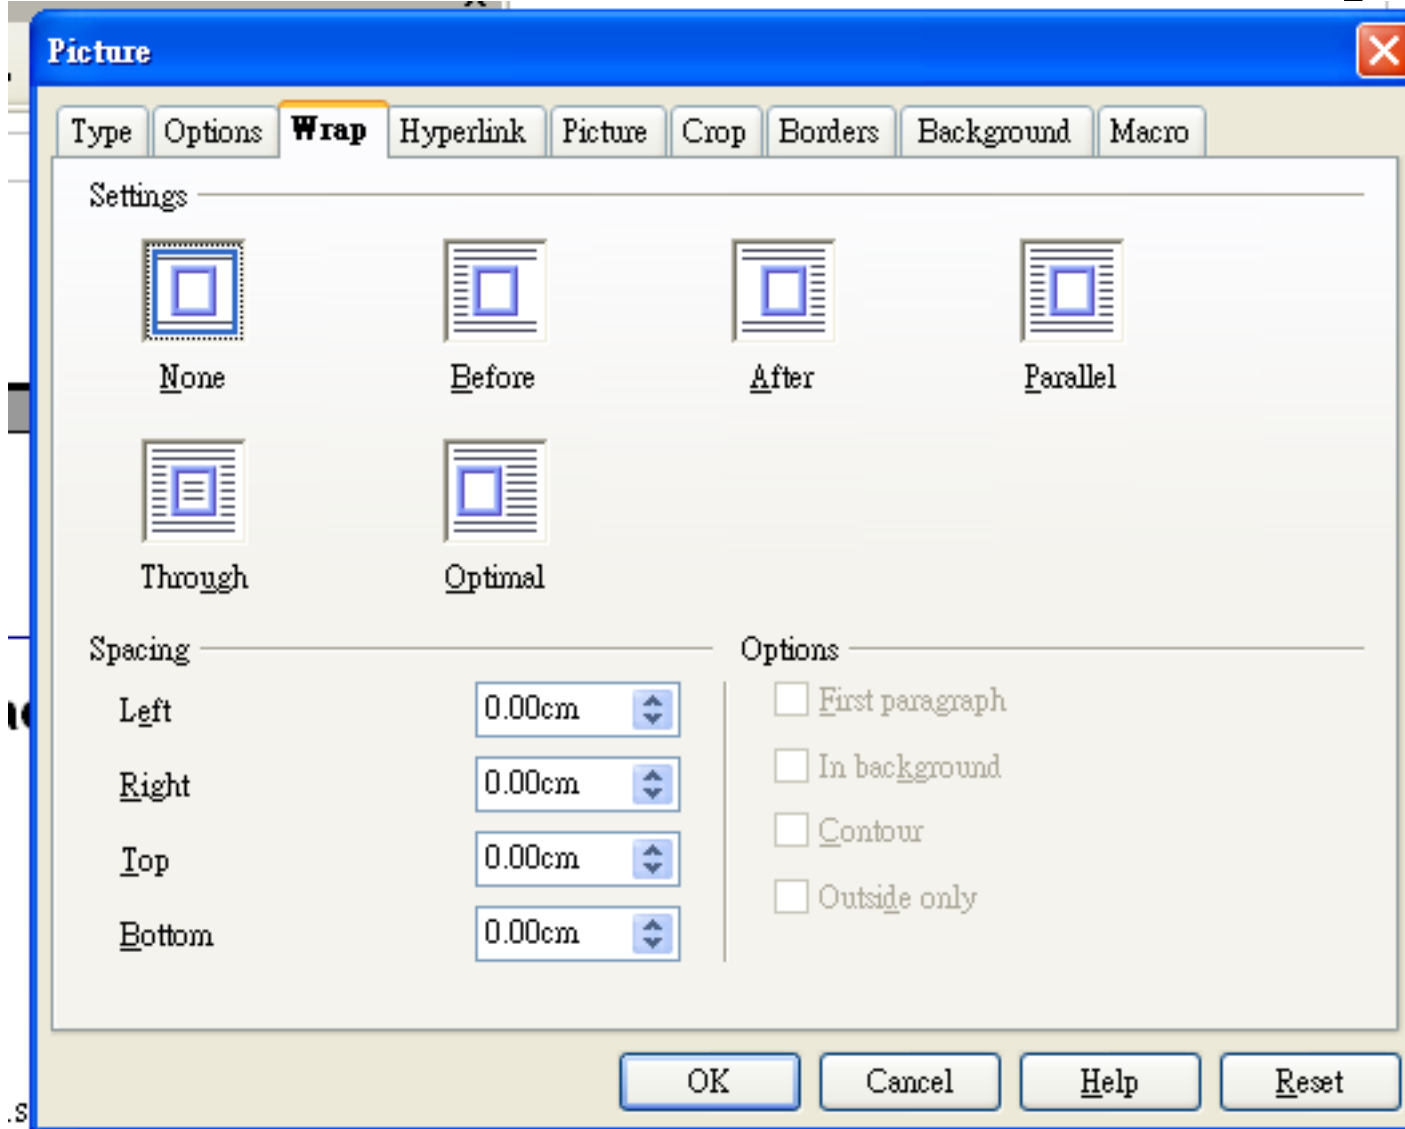 Picture
Type Options Wrap Hyperlink Picture Crop Borders Background Macro
Settings
None Before After Parallel
Through Optimal
Spacing Options
Left 0.00cm First paragraph
Right 0.00cm In background
Top 0.00cm Contour
Bottom 0.00cm Outside only
OK Cancel Help Reset